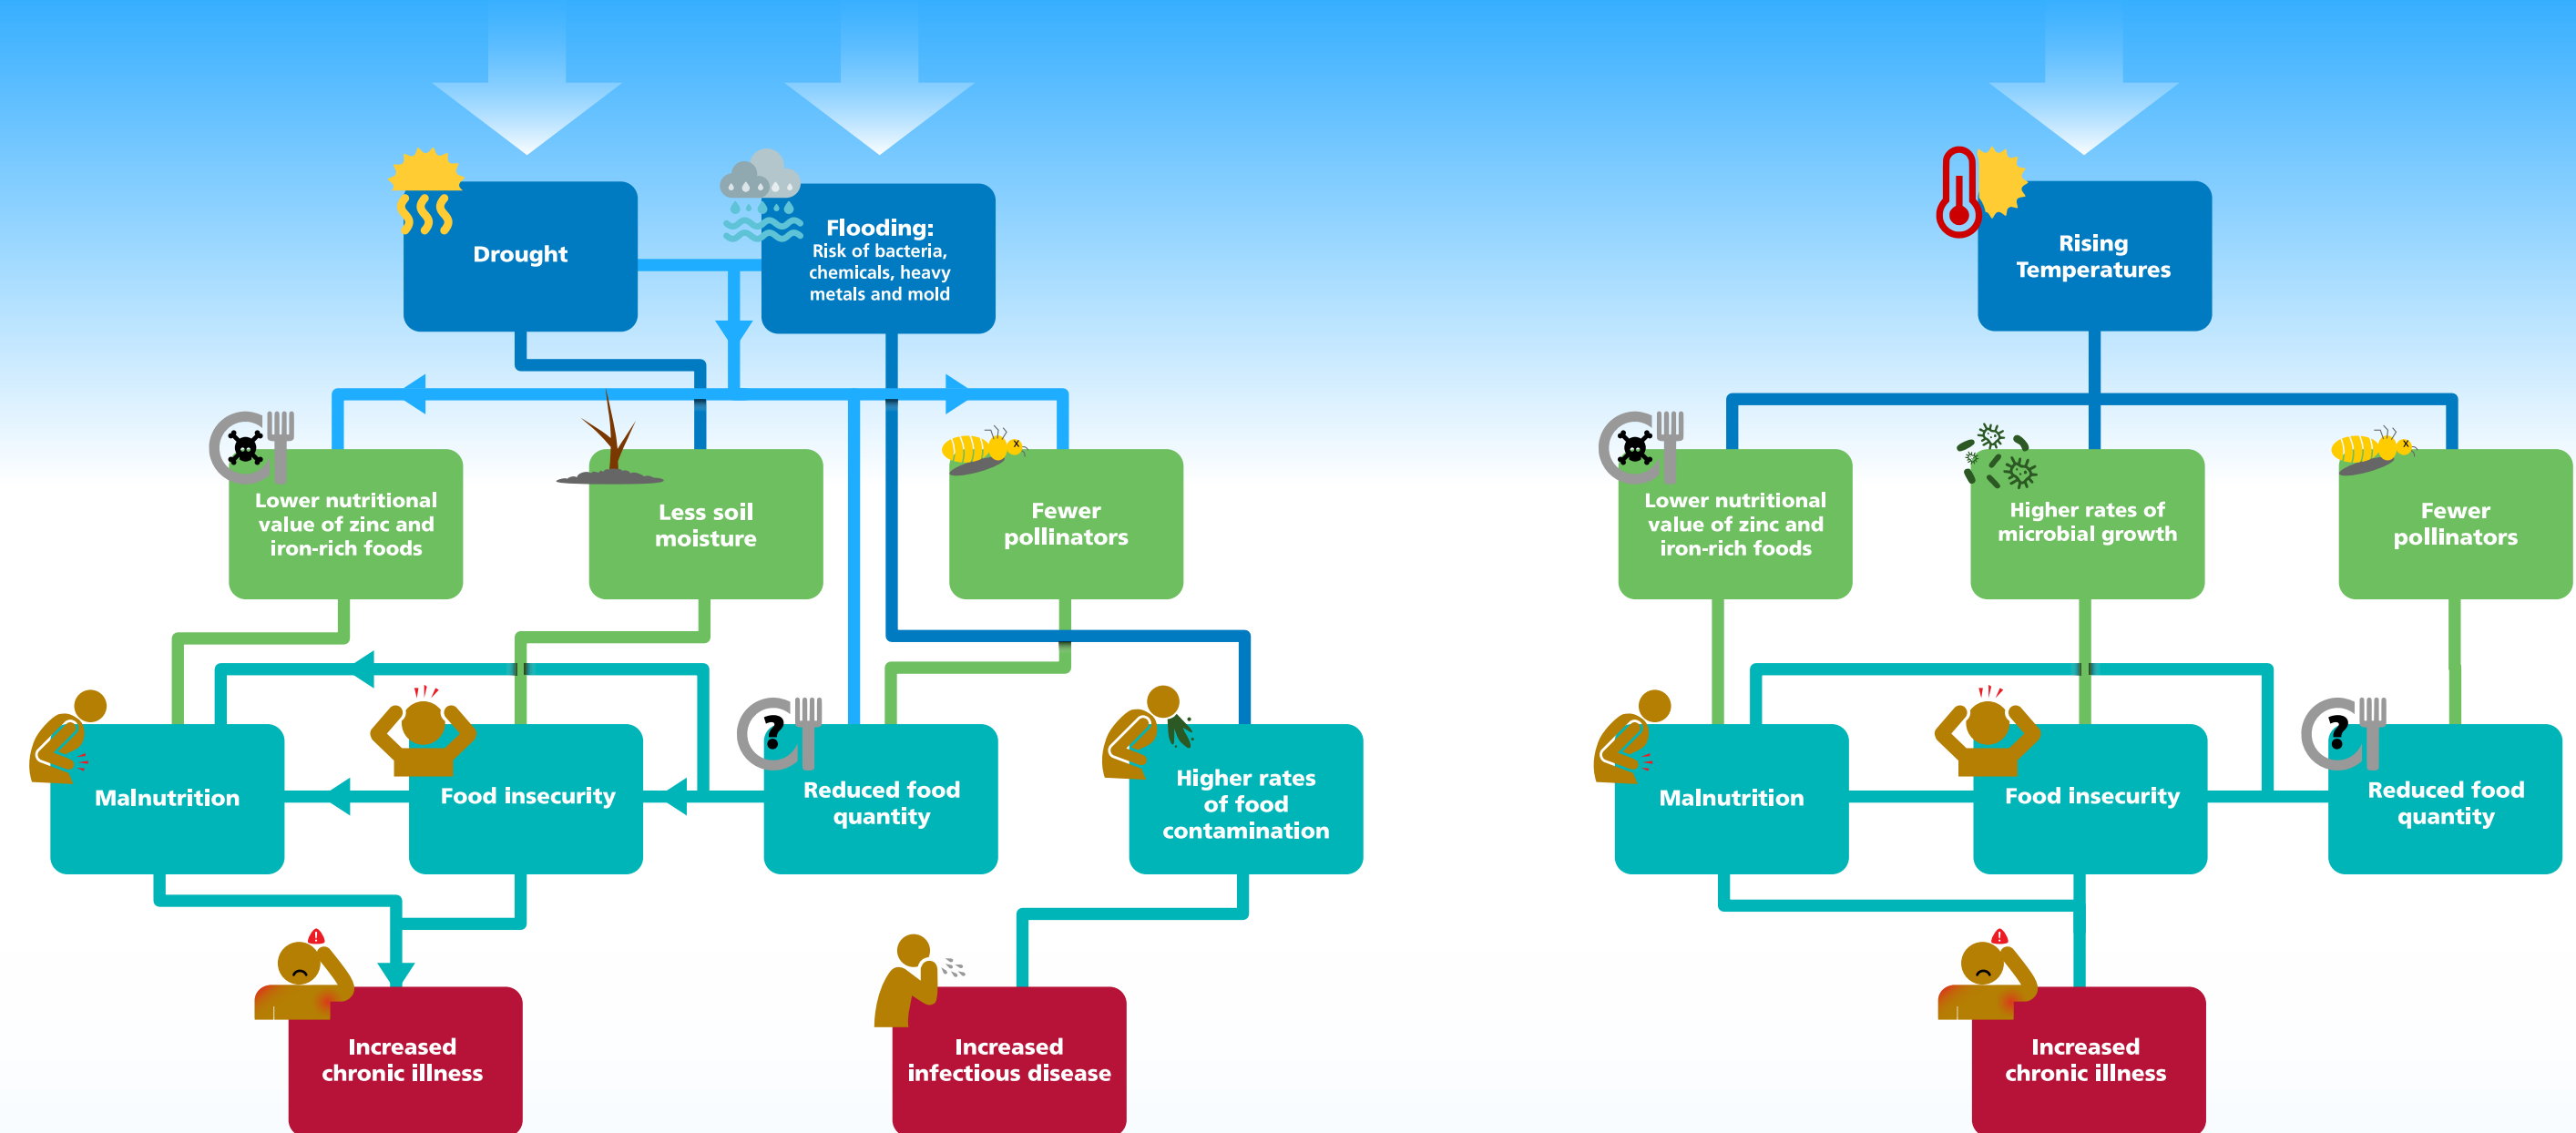 Drought
Flooding:
Risk of bacteria,
chemicals, heavy
metals and mold
Rising
Temperatures
Lower nutritional
value of zinc and
iron-rich foods
Less soil
moisture
Fewer
pollinators
Lower nutritional
value of zinc and
iron-rich foods
Higher rates of
microbial growth
Fewer
pollinators
Malnutrition
Food insecurity
?
Reduced food
quantity
Higher rates
of food
contamination
Malnutrition
Food insecurity
?
Reduced food
quantity
!
Increased
chronic illness
Increased
infectious disease
!
Increased
chronic illness